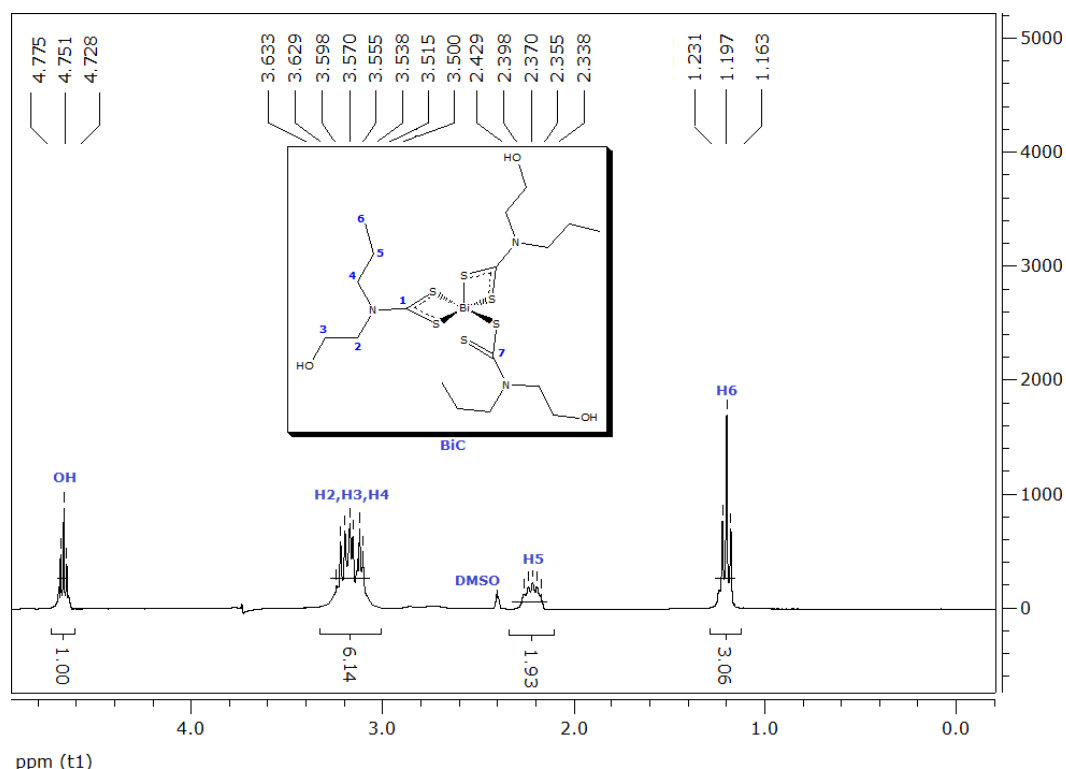 4.775
4.751
4.728
3.633
3.629
3.598
3.570
3.555
3.538
3.515
3.500
2.429
2.398
2.370
2.355
2.338
1.231
1.197
1.163
5000
4000
3000
2000
1000
0
HO
6
5
4
N
3
2
HO
1
S
S
Bi
S
S
N
S
S
7
N
OH
BiC
OH
H2,H3,H4
DMSO
H5
H6
1.00
6.14
1.93
3.06
4.0
3.0
2.0
1.0
0.0
ppm (t1)